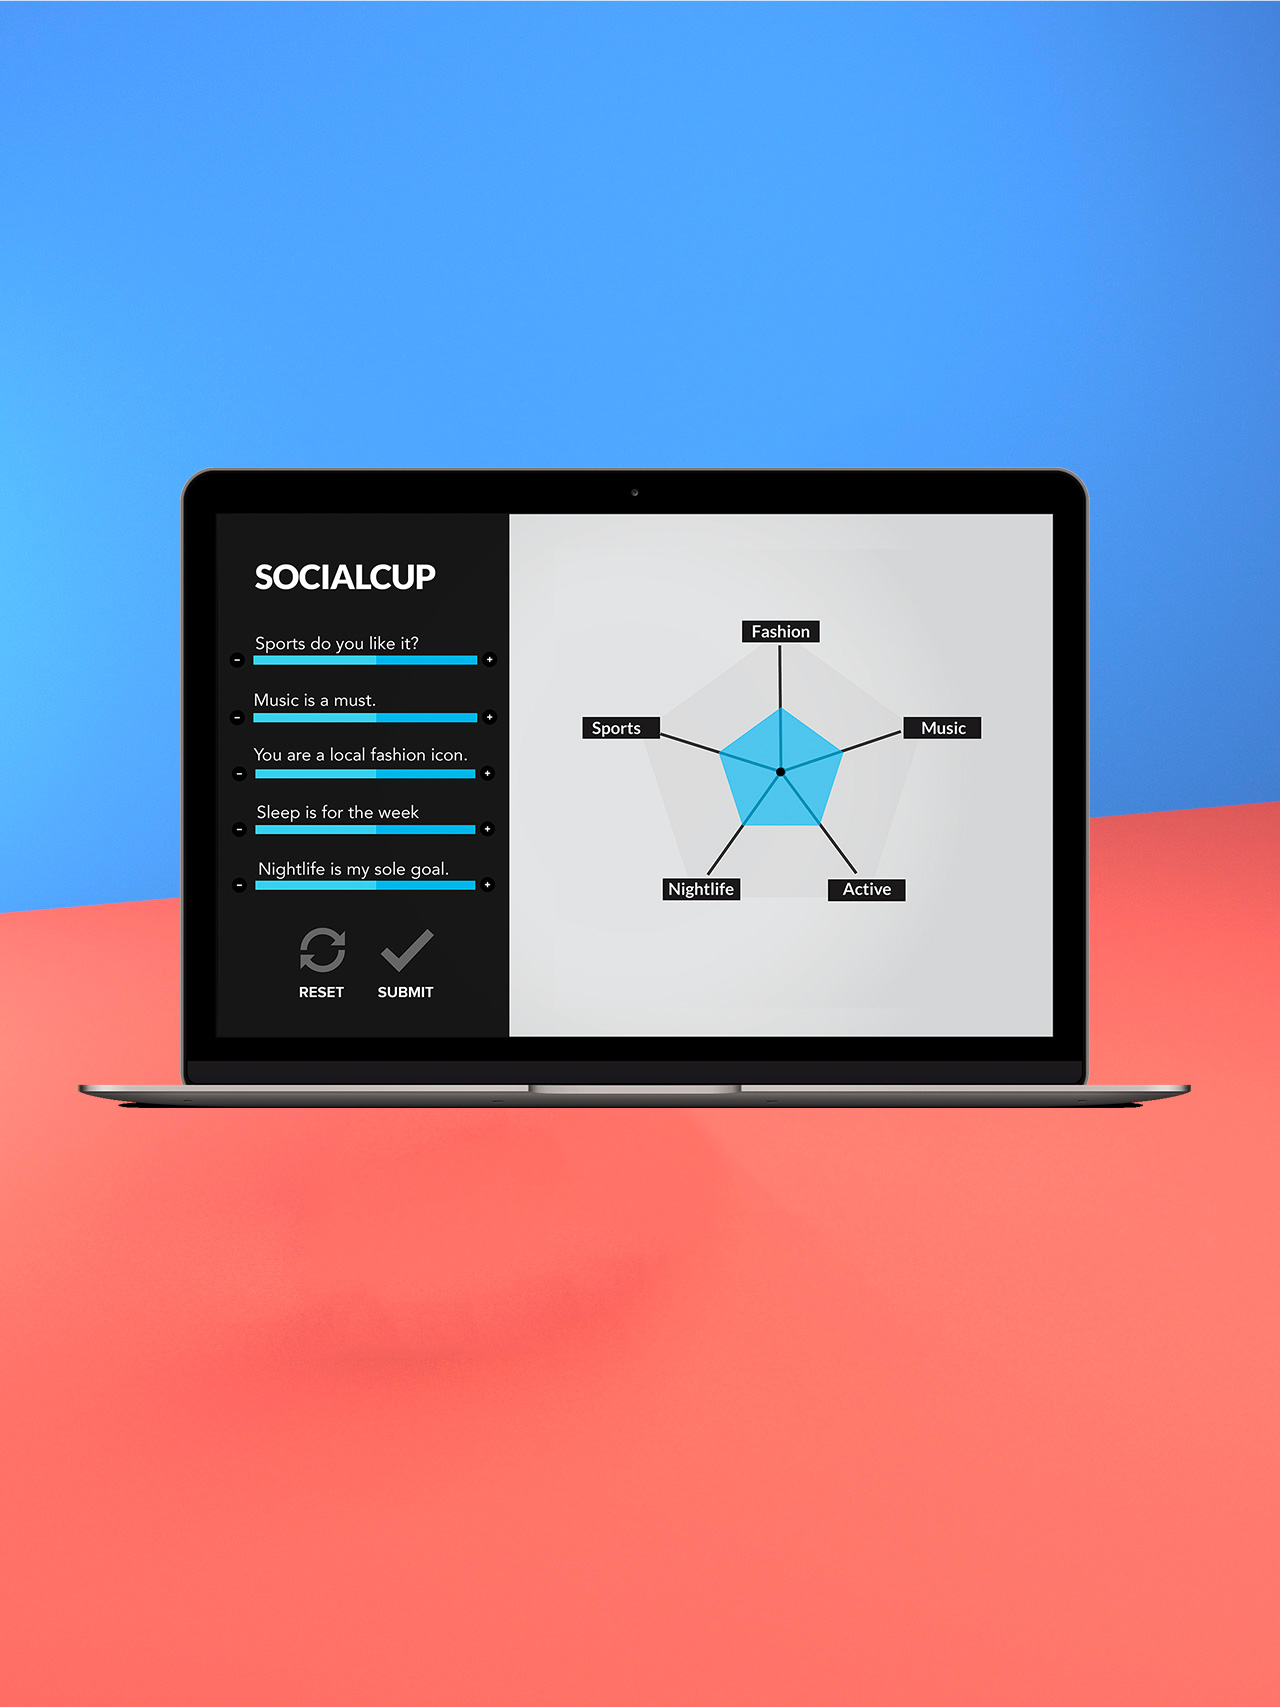 SOCIALCUP
Sports do you like it?
- +
Music is a must.
- +
You are a local fashion icon.
- +
Sleep is for the week
- +
Nightlife is my sole goal.
- +
RESET SUBMIT
Fashion
Sports Music
Nightlife Active